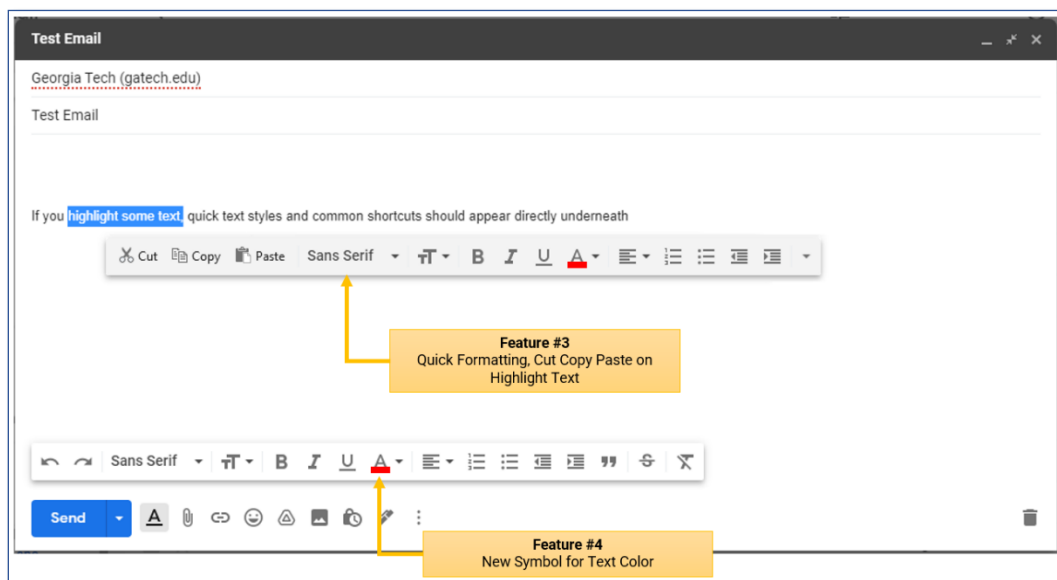 Test Email
Georgia Tech (gatech.edu)
Test Email
If you highlight some text, quick text styles and common shortcuts should appear directly underneath
Cut Copy Paste Sans Serif B I U A
Feature #3
Quick Formatting, Cut Copy Paste on
Highlight Text
Sans Serif B I U A S
Send A
Feature #4
New Symbol for Text Color